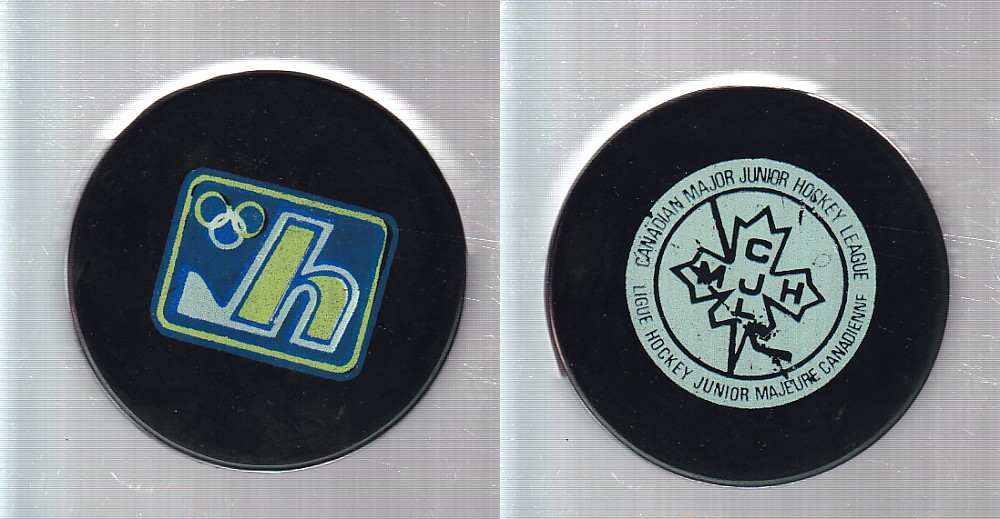 h
CANADIAN MAJOR JUNIOR HOCKEY LEAGUE
C
M J H
L
LIGUE HOCKEY JUNIOR MAJEURE CANADIENNE